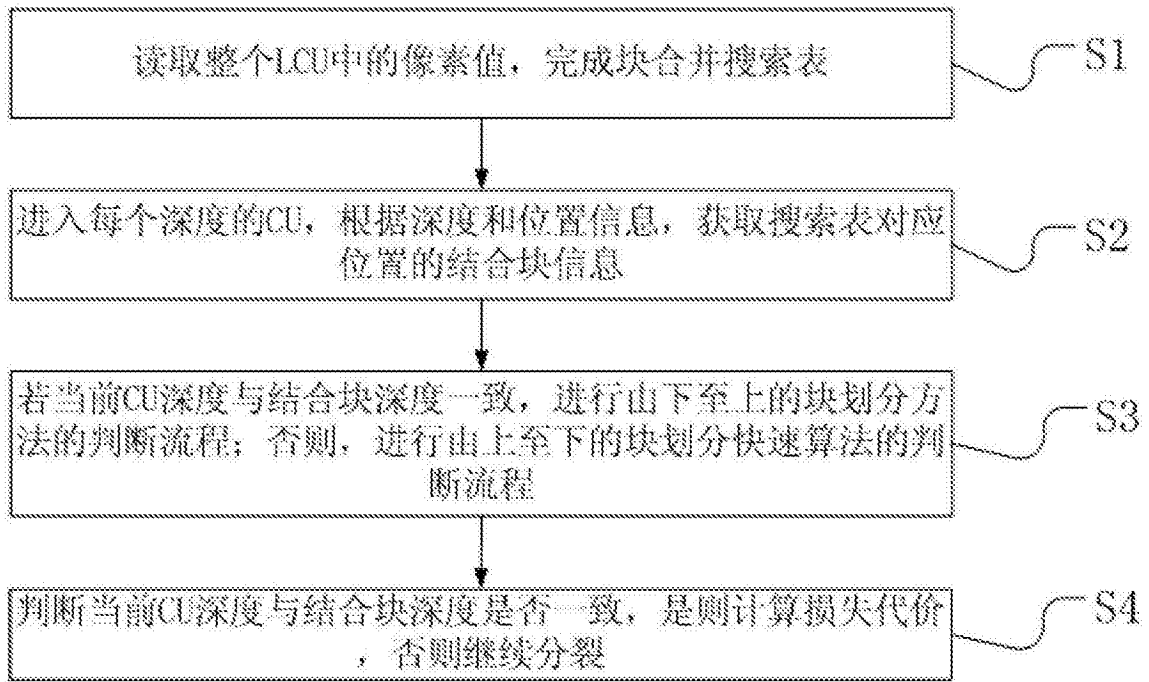 读取整个LCU中的像素值，完成块合并搜索表
S1
进入每个深度的CU，根据深度和位置信息，获取搜索表对应
位置的结合块信息
S2
若当前CU深度与结合块深度一致，进行由下至上的块划分方
法的判断流程；否则，进行由上至下的块划分快速算法的判
断流程
S3
判断当前CU深度与结合块深度是否一致，是则计算损失代价
，否则继续分裂
S4